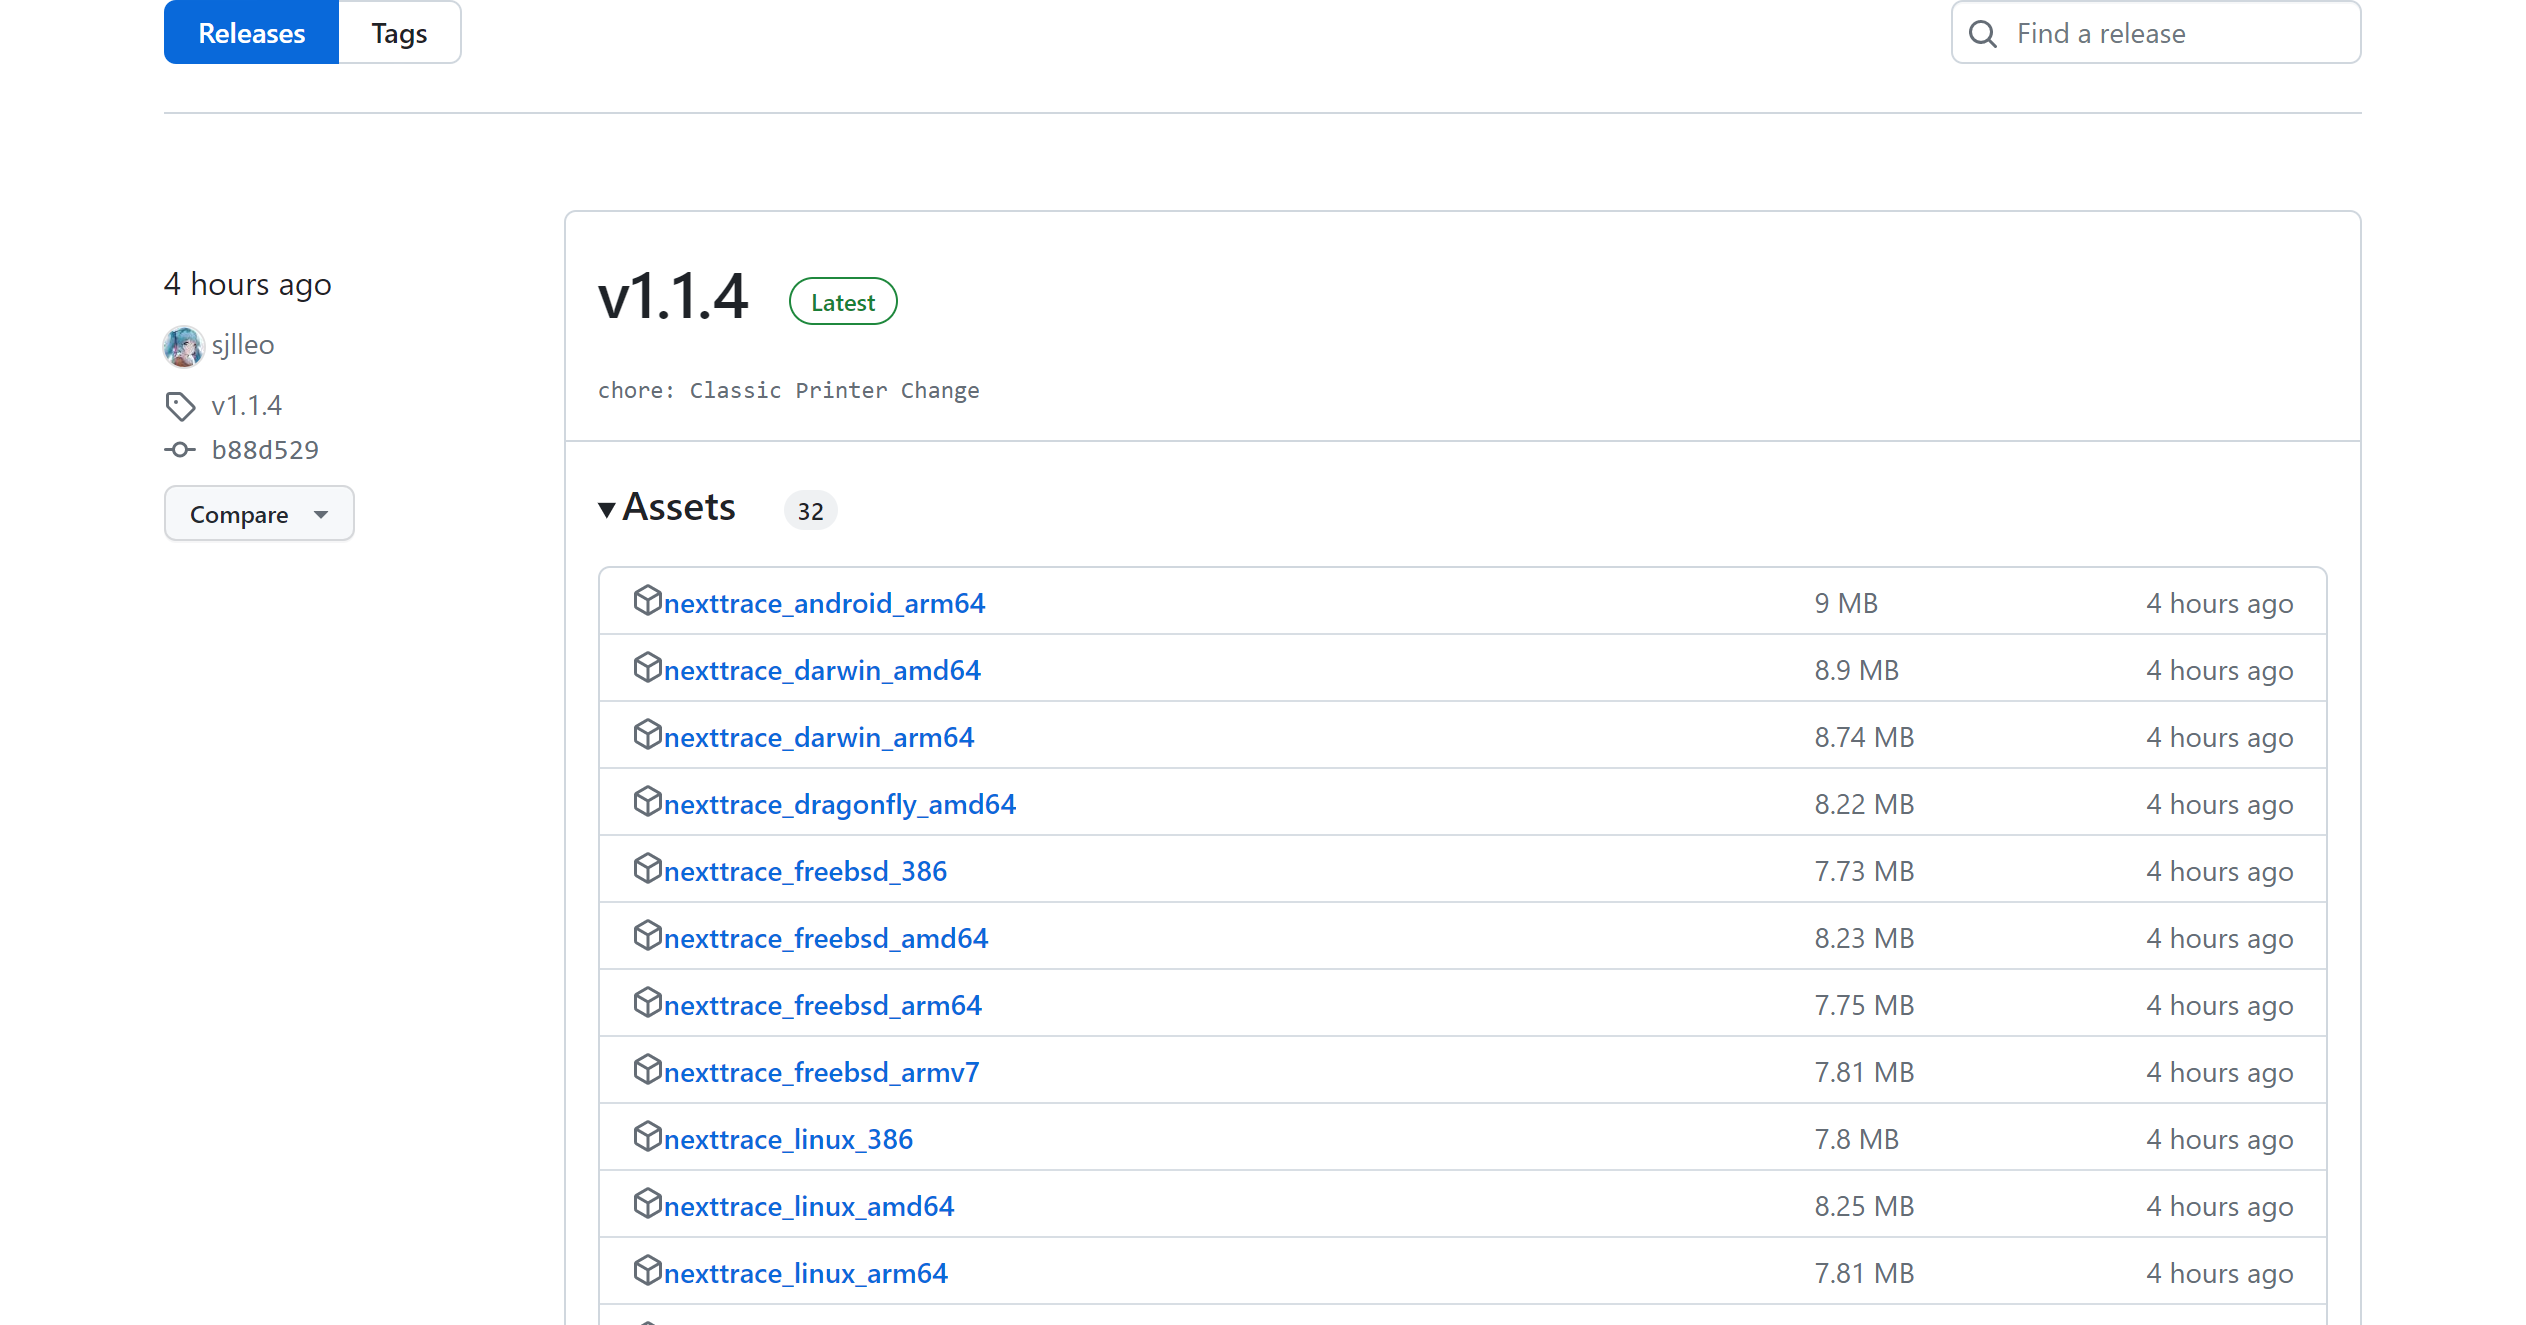 Releases Tags Find a release
4 hours ago
sjlleo
v1.1.4
b88d529
Compare
v1.1.4 Latest
chore: Classic Printer Change
Assets 32
nexttrace_android_arm64 9 MB 4 hours ago
nexttrace_darwin_amd64 8.9 MB 4 hours ago
nexttrace_darwin_arm64 8.74 MB 4 hours ago
nexttrace_dragonfly_amd64 8.22 MB 4 hours ago
nexttrace_freebsd_386 7.73 MB 4 hours ago
nexttrace_freebsd_amd64 8.23 MB 4 hours ago
nexttrace_freebsd_arm64 7.75 MB 4 hours ago
nexttrace_freebsd_armv7 7.81 MB 4 hours ago
nexttrace_linux_386 7.8 MB 4 hours ago
nexttrace_linux_amd64 8.25 MB 4 hours ago
nexttrace_linux_arm64 7.81 MB 4 hours ago